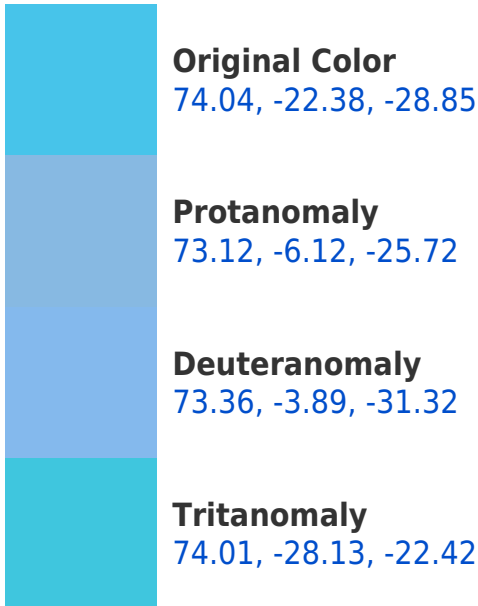 Original Color
74.04, -22.38, -28.85
Protanomaly
73.12, -6.12, -25.72
Deuteranomaly
73.36, -3.89, -31.32
Tritanomaly
74.01, -28.13, -22.42